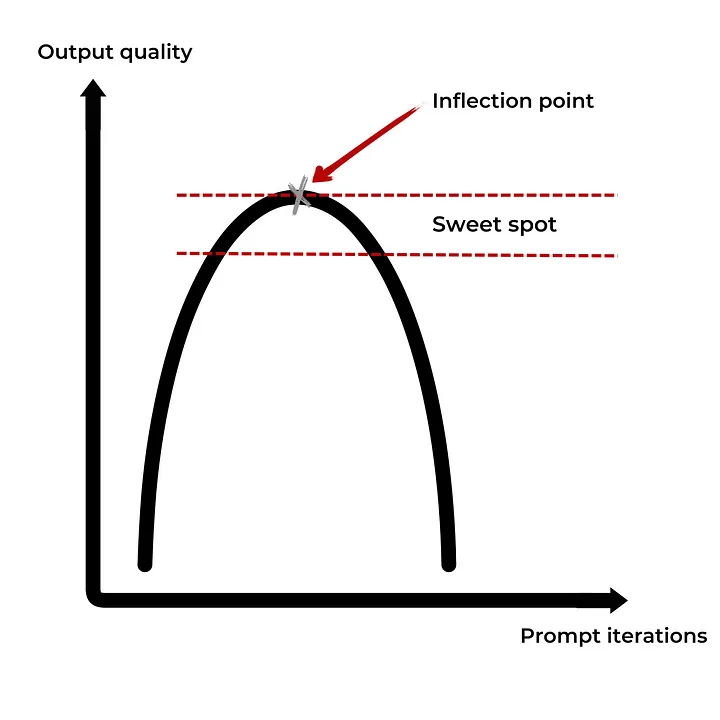 Output quality
Inflection point
Sweet spot
Prompt iterations